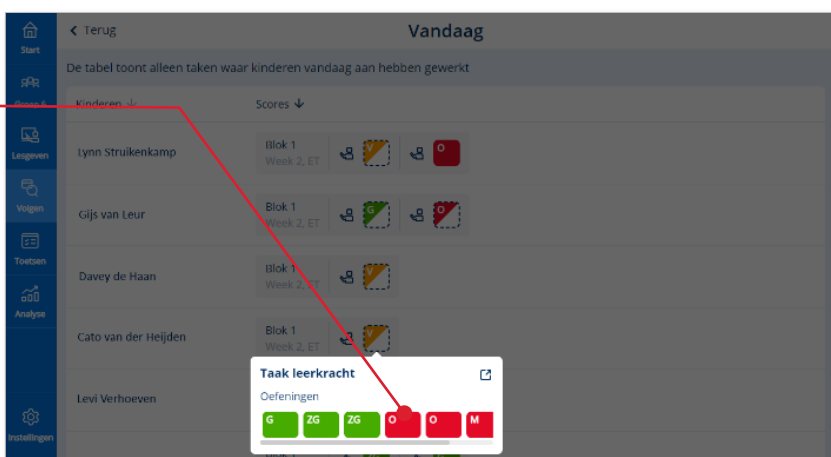 Start
Groep 6
Lesgeven
Volgen
Toetsen
Analyse
Instellingen
Terug
Vandaag
De tabel toont alleen taken waar kinderen vandaag aan hebben gewerkt
Kinderen
Scores
Lynn Struikenkamp
Blok 1
Week 2, ET
V
O
Gijs van Leur
Blok 1
Week 2, ET
G
O
Davey de Haan
Blok 1
Week 2, ET
V
Cato van der Heijden
Blok 1
Week 2, ET
V
Levi Verhoeven
Taak leerkracht
Oefeningen
G ZG ZG O O M